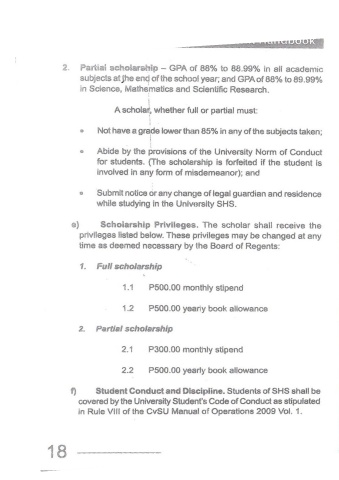 2. Partial scholarship – GPA of 86% to 88.99% in all academic
subjects at the end of the school year; and GPA of 88% to 89.99%
in Science, Mathematics and Scientific Research.
A scholar, whether full or partial must:
• Not have a grade lower than 85% in any of the subjects taken;
• Abide by the provisions of the University Norm of Conduct
for students. (The scholarship is forfeited if the student is
involved in any form of misdemeanor); and
• Submit notice or any change of legal guardian and residence
while studying in the University SHS.
e) Scholarship Privileges. The scholar shall receive the
privileges listed below. These privileges may be changed at any
time as deemed necessary by the Board of Regents:
1. Full scholarship
1.1 P500.00 monthly stipend
1.2 P500.00 yearly book allowance
2. Partial scholarship
2.1 P300.00 monthly stipend
2.2 P500.00 yearly book allowance
f) Student Conduct and Discipline. Students of SHS shall be
covered by the University Student's Code of Conduct as stipulated
in Rule VIII of the CvSU Manual of Operations 2009 Vol. 1.
18